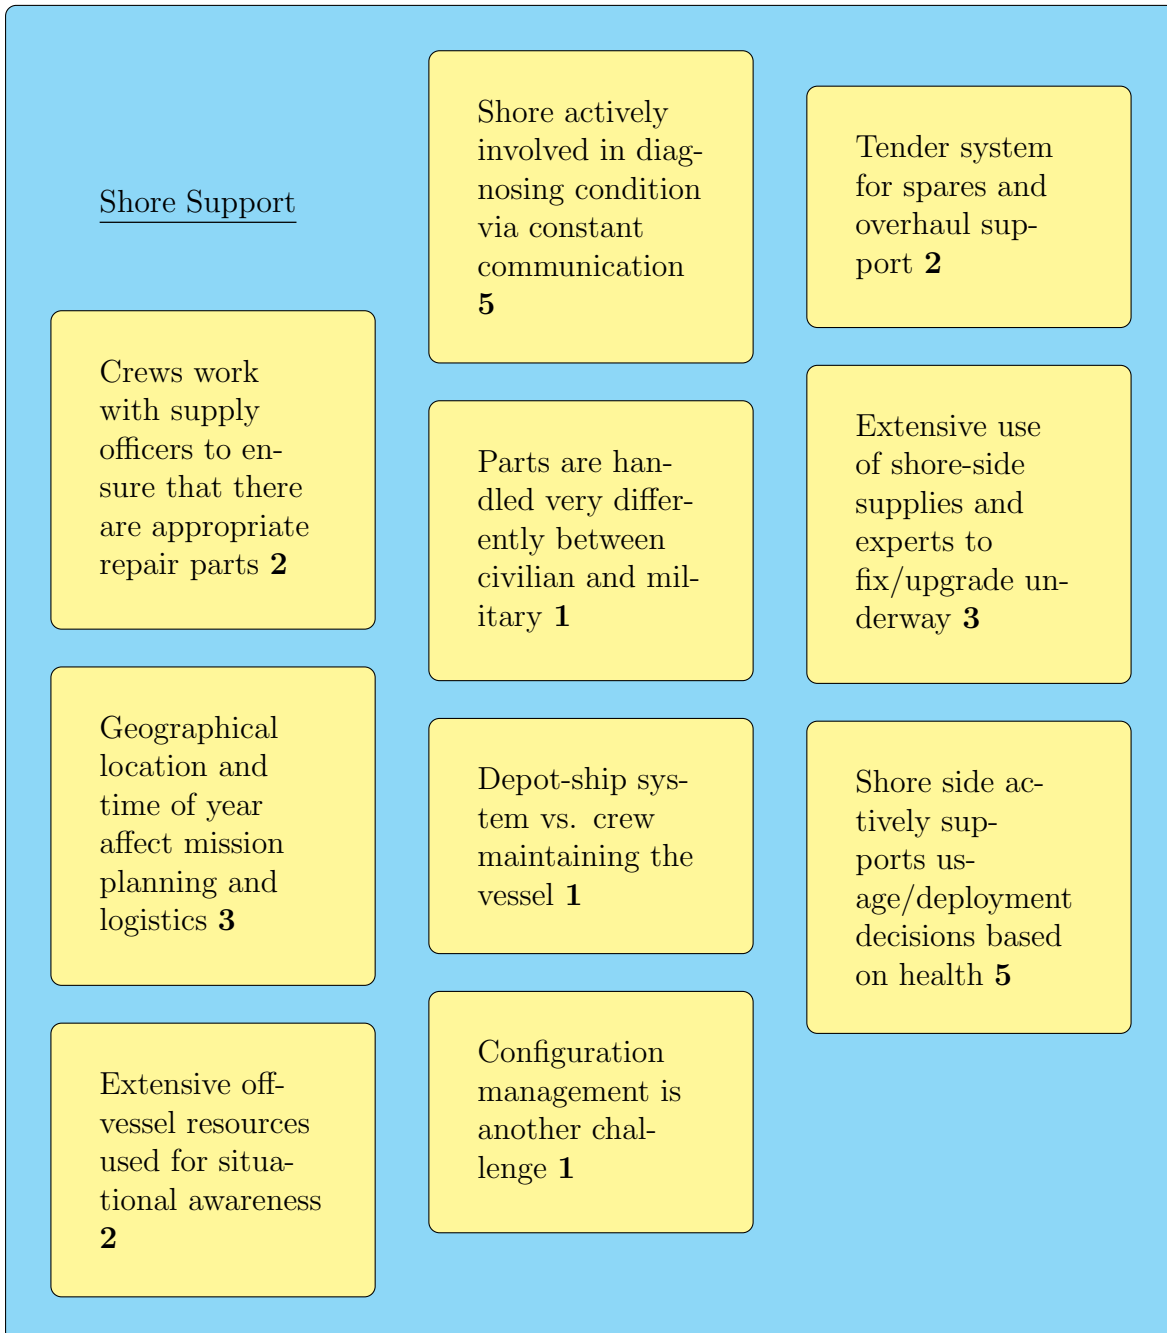 Shore Support
Crews work
with supply
officers to en-
sure that there
are appropriate
repair parts 2
Geographical
location and
time of year
affect mission
planning and
logistics 3
Extensive off-
vessel resources
used for situa-
tional awareness
2
Shore actively
involved in diag-
nosing condition
via constant
communication
5
Parts are han-
dled very differ-
ently between
civilian and mil-
itary 1
Depot-ship sys-
tem vs. crew
maintaining the
vessel 1
Configuration
management is
another chal-
lenge 1
Tender system
for spares and
overhaul sup-
port 2
Extensive use
of shore-side
supplies and
experts to
fix/upgrade un-
derway 3
Shore side ac-
tively sup-
ports us-
age/deployment
decisions based
on health 5